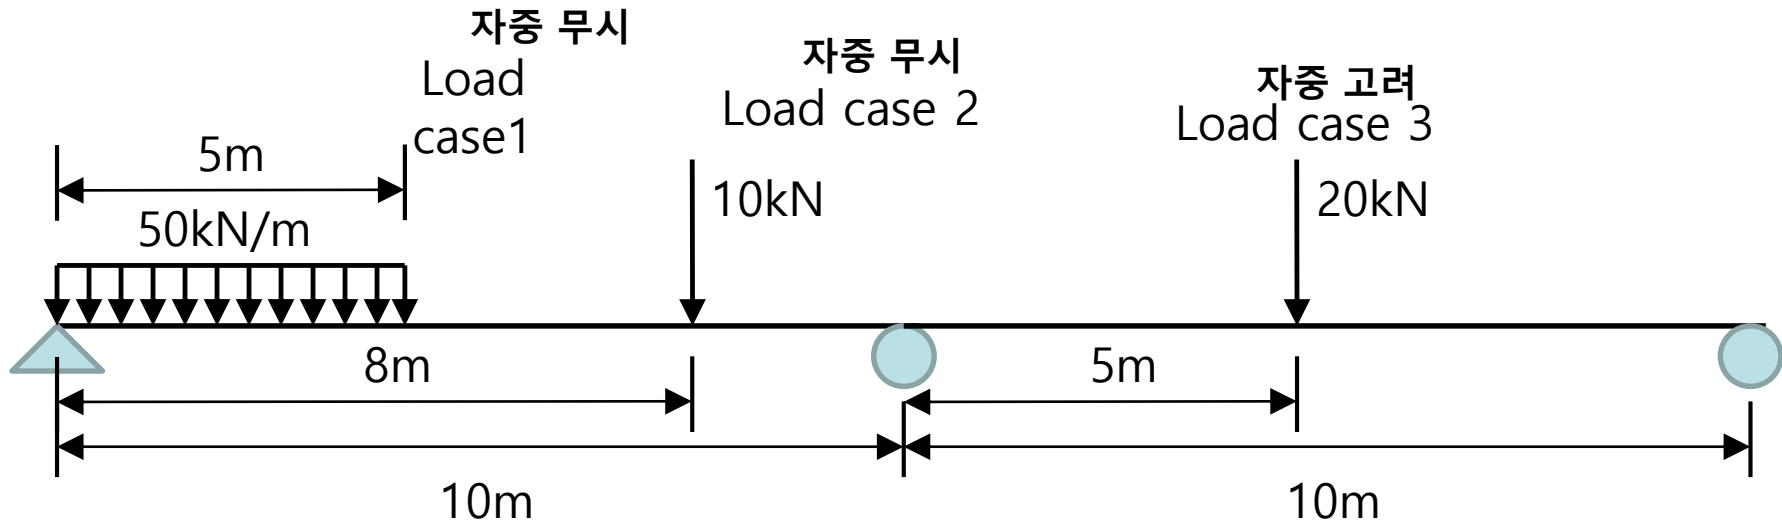 자중 무시
Load
case1
자중 무시
Load case 2
자중 고려
Load case 3
5m
50kN/m
10kN
20kN
8m
5m
10m
10m